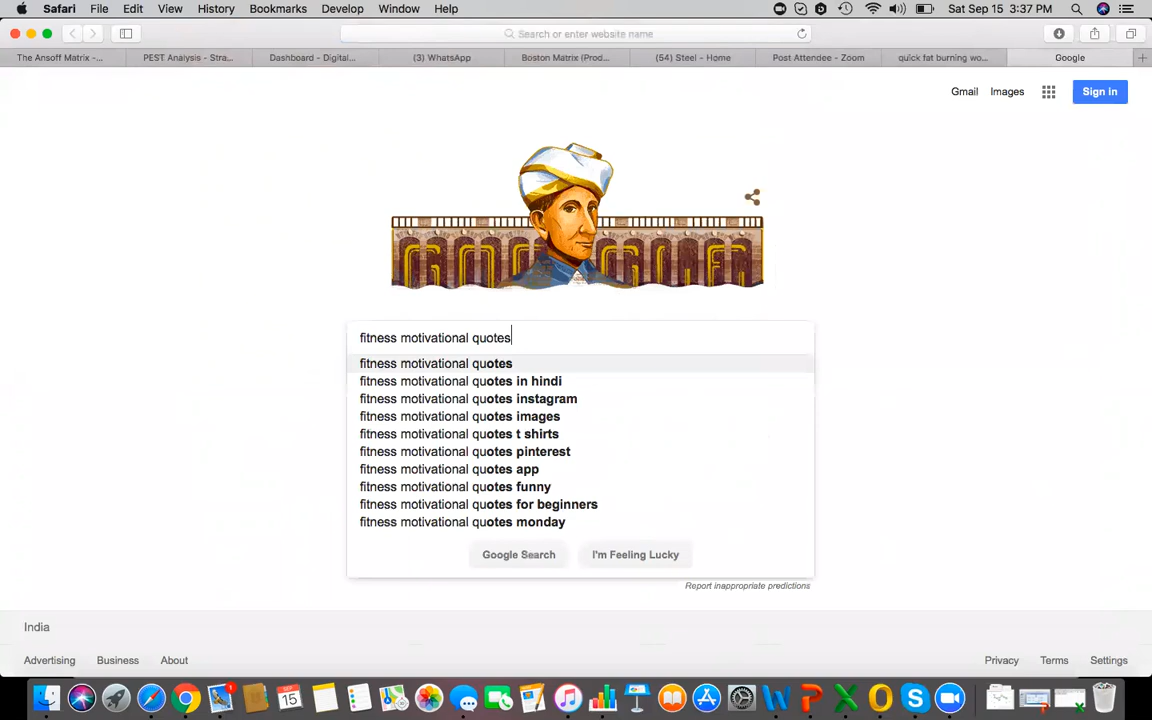 Safari File Edit View History Bookmarks Develop Window Help Sat Sep 15 3:37 PM
Search or enter website name
The Ansoff Matrix -... PEST Analysis - Stra... Dashboard - Digital... (3) WhatsApp Boston Matrix (Prod... (54) Steel - Home Post Attendee - Zoom quick fat burning wo... Google
Gmail Images Sign in
fitness motivational quotes
fitness motivational quotes
fitness motivational quotes in hindi
fitness motivational quotes instagram
fitness motivational quotes images
fitness motivational quotes t shirts
fitness motivational quotes pinterest
fitness motivational quotes app
fitness motivational quotes funny
fitness motivational quotes for beginners
fitness motivational quotes monday
Google Search I'm Feeling Lucky
Report inappropriate predictions
India
Advertising Business About Privacy Terms Settings
SEP
15